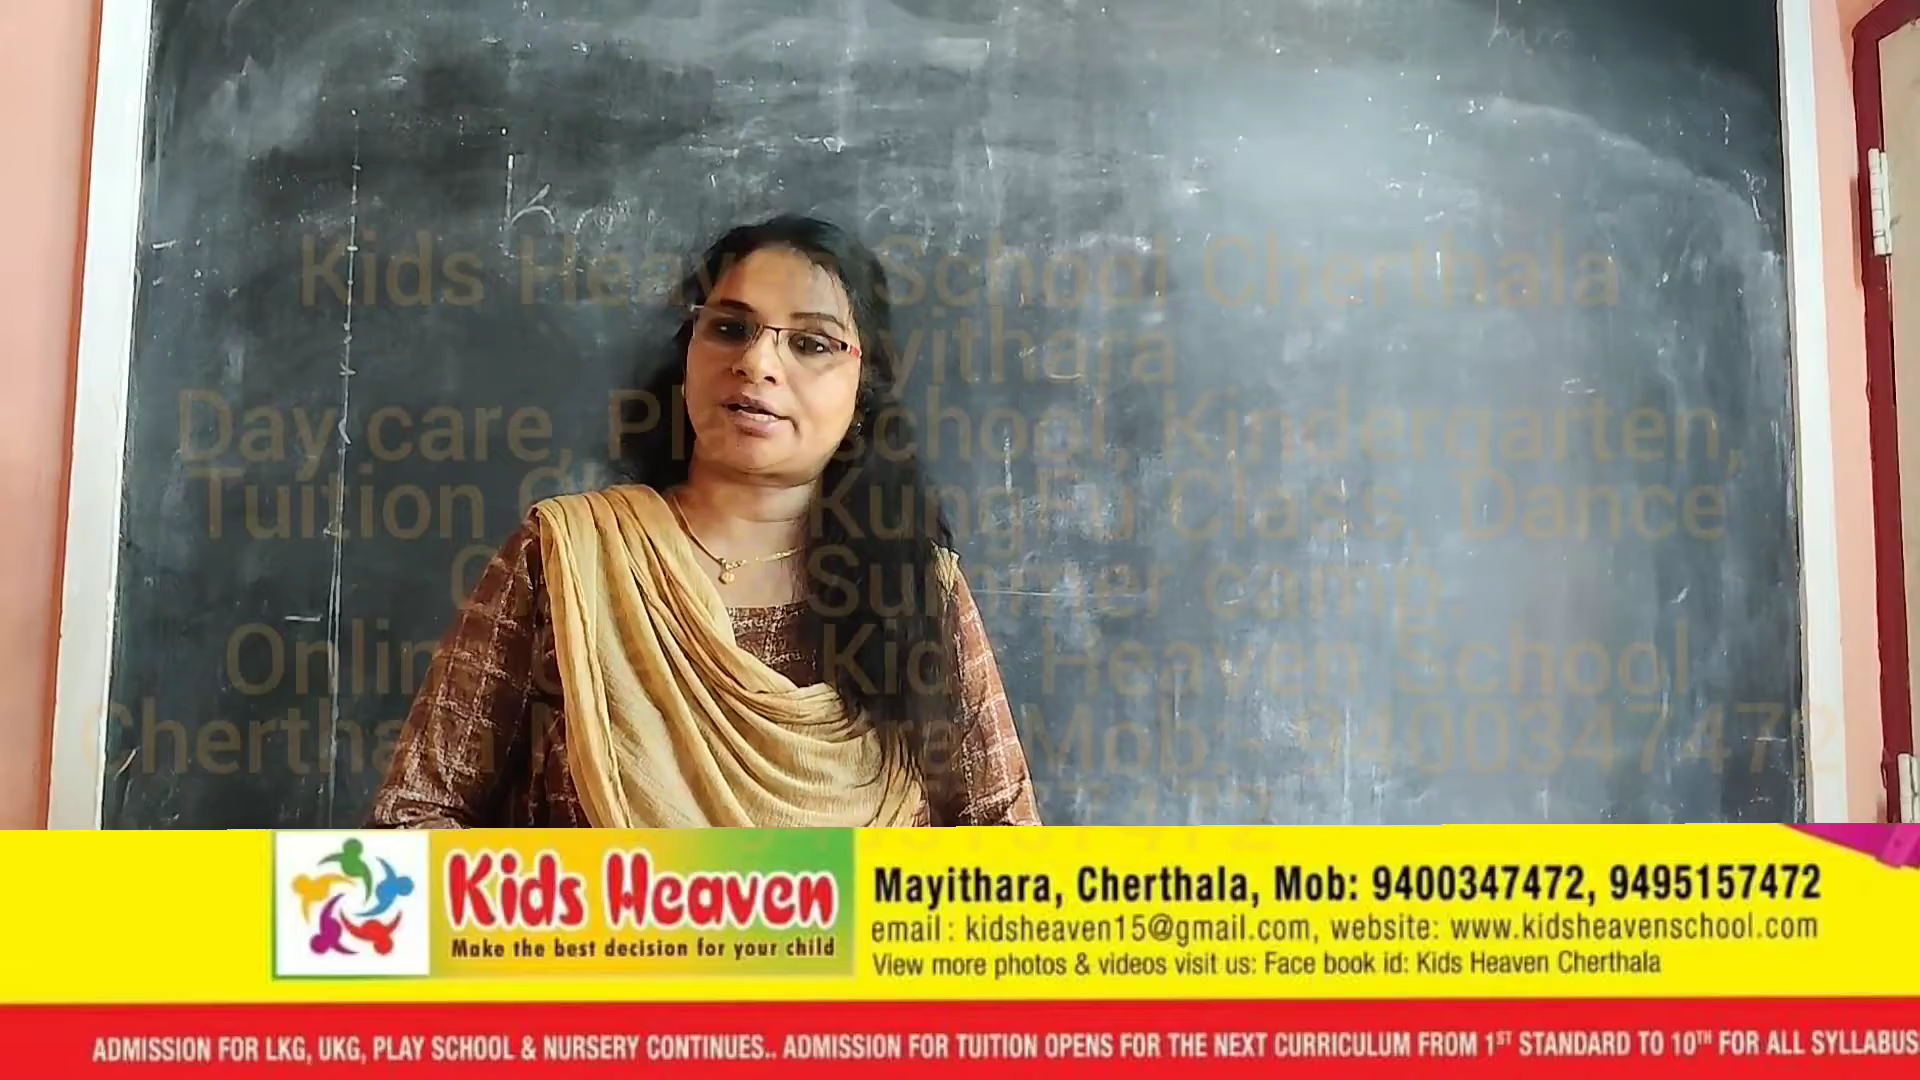 Kids Heaven School Cherthala
Mayithara
Day care, Play school, Kindergarten,
Tuition Class, KungFu Class, Dance
Class, Summer camp
Online Class Kids Heaven School
Cherthala Mayithara Mob:- 9400347472
9495157472
Kids Heaven
Make the best decision for your child
Mayithara, Cherthala, Mob: 9400347472, 9495157472
email : kidsheaven15@gmail.com, website: www.kidsheavenschool.com
View more photos & videos visit us: Face book id: Kids Heaven Cherthala
ADMISSION FOR LKG, UKG, PLAY SCHOOL & NURSERY CONTINUES.. ADMISSION FOR TUITION OPENS FOR THE NEXT CURRICULUM FROM 1ST STANDARD TO 10TH FOR ALL SYLLABUS